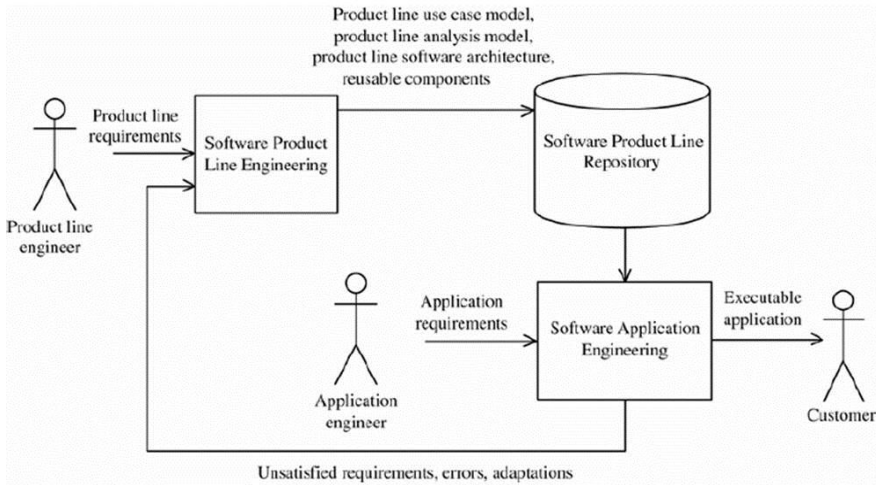 Product line use case model,
product line analysis model,
product line software architecture,
reusable components
Product line
requirements
Software Product
Line Engineering
Software Product Line
Repository
Product line
engineer
Application
requirements
Software Application
Engineering
Executable
application
Application
engineer
Customer
Unsatisfied requirements, errors, adaptations